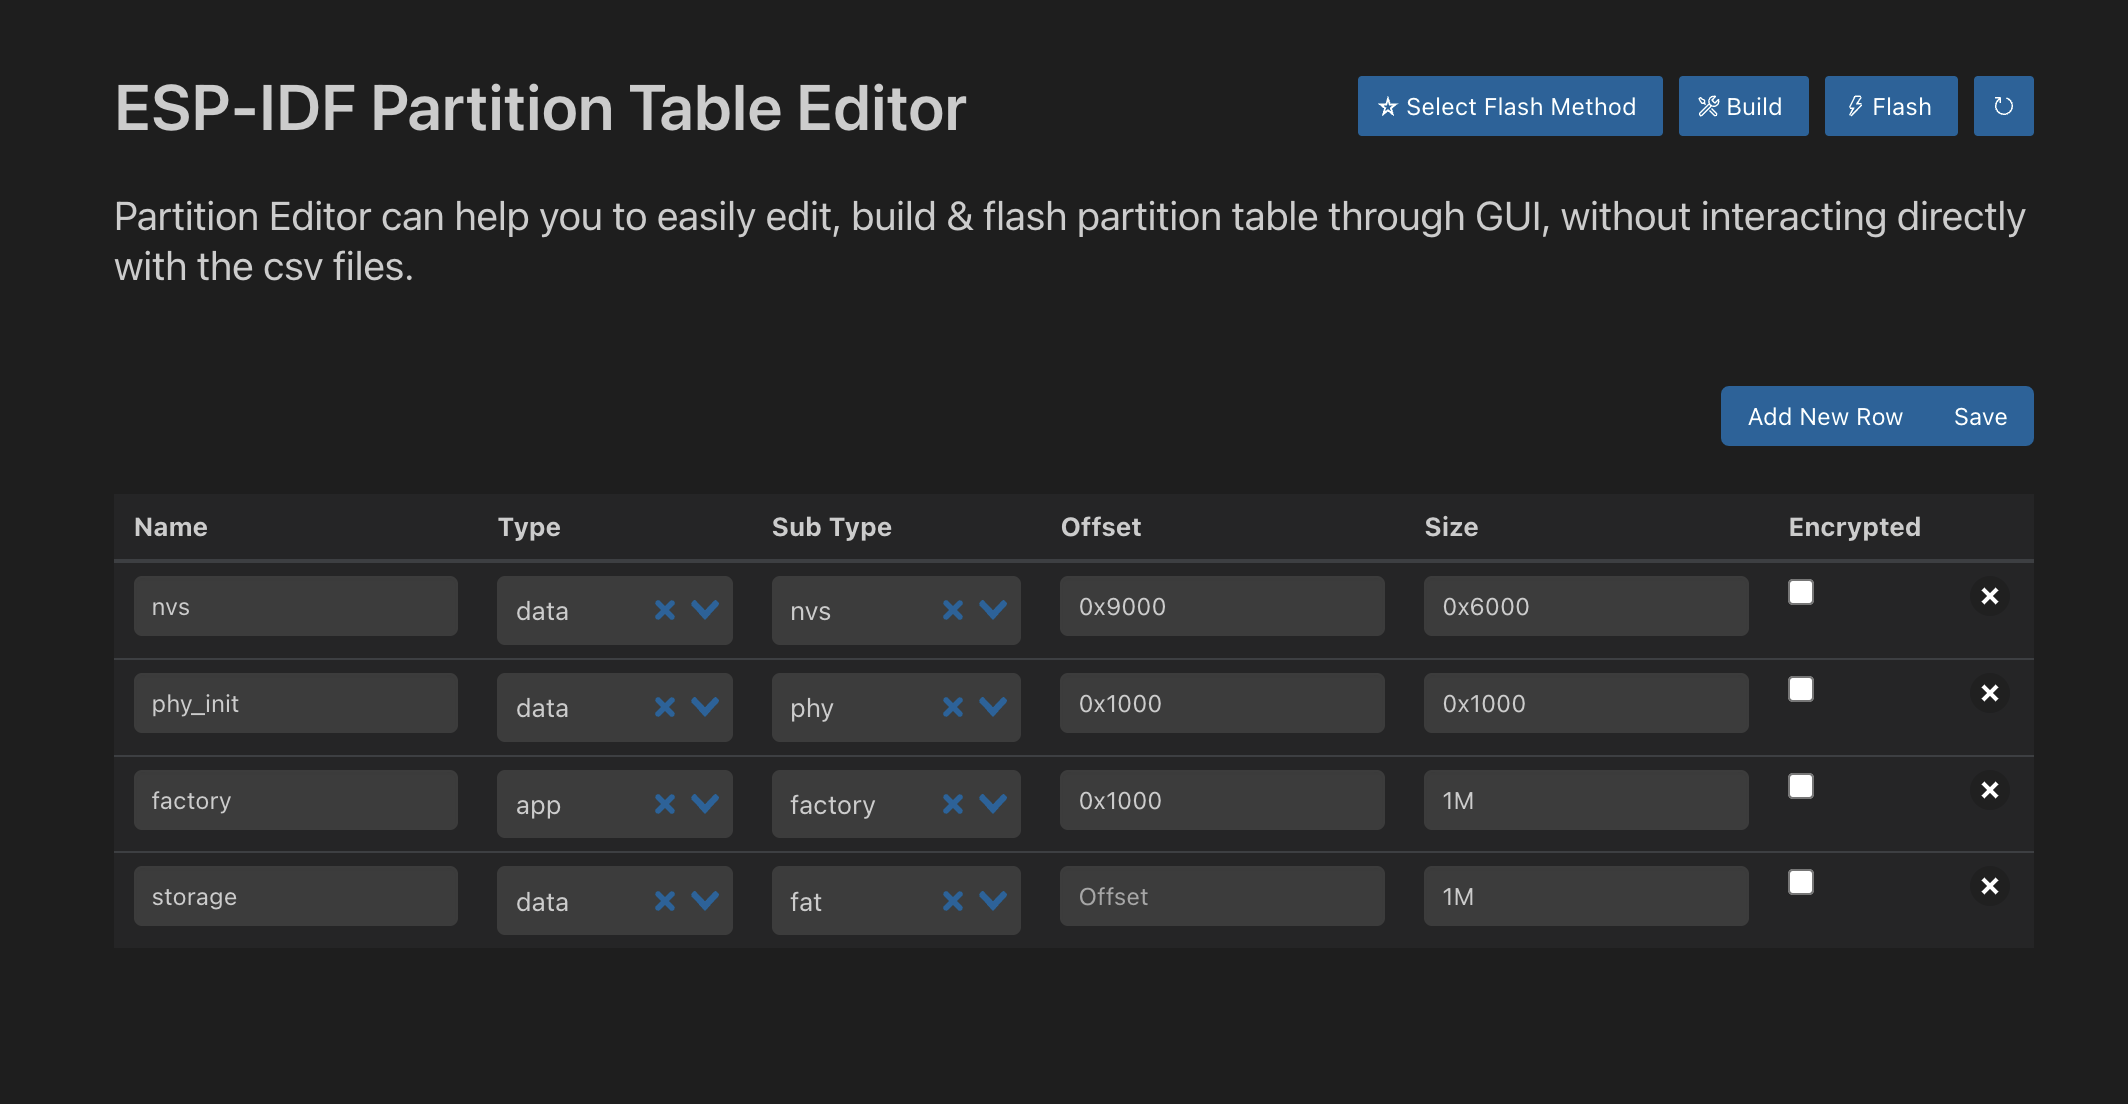 ESP-IDF Partition Table Editor
Select Flash Method
Build
Flash
Partition Editor can help you to easily edit, build & flash partition table through GUI, without interacting directly
with the csv files.
Add New Row
Save
Name Type Sub Type Offset Size Encrypted
nvs data nvs 0x9000 0x6000
phy_init data phy 0x1000 0x1000
factory app factory 0x1000 1M
storage data fat Offset 1M